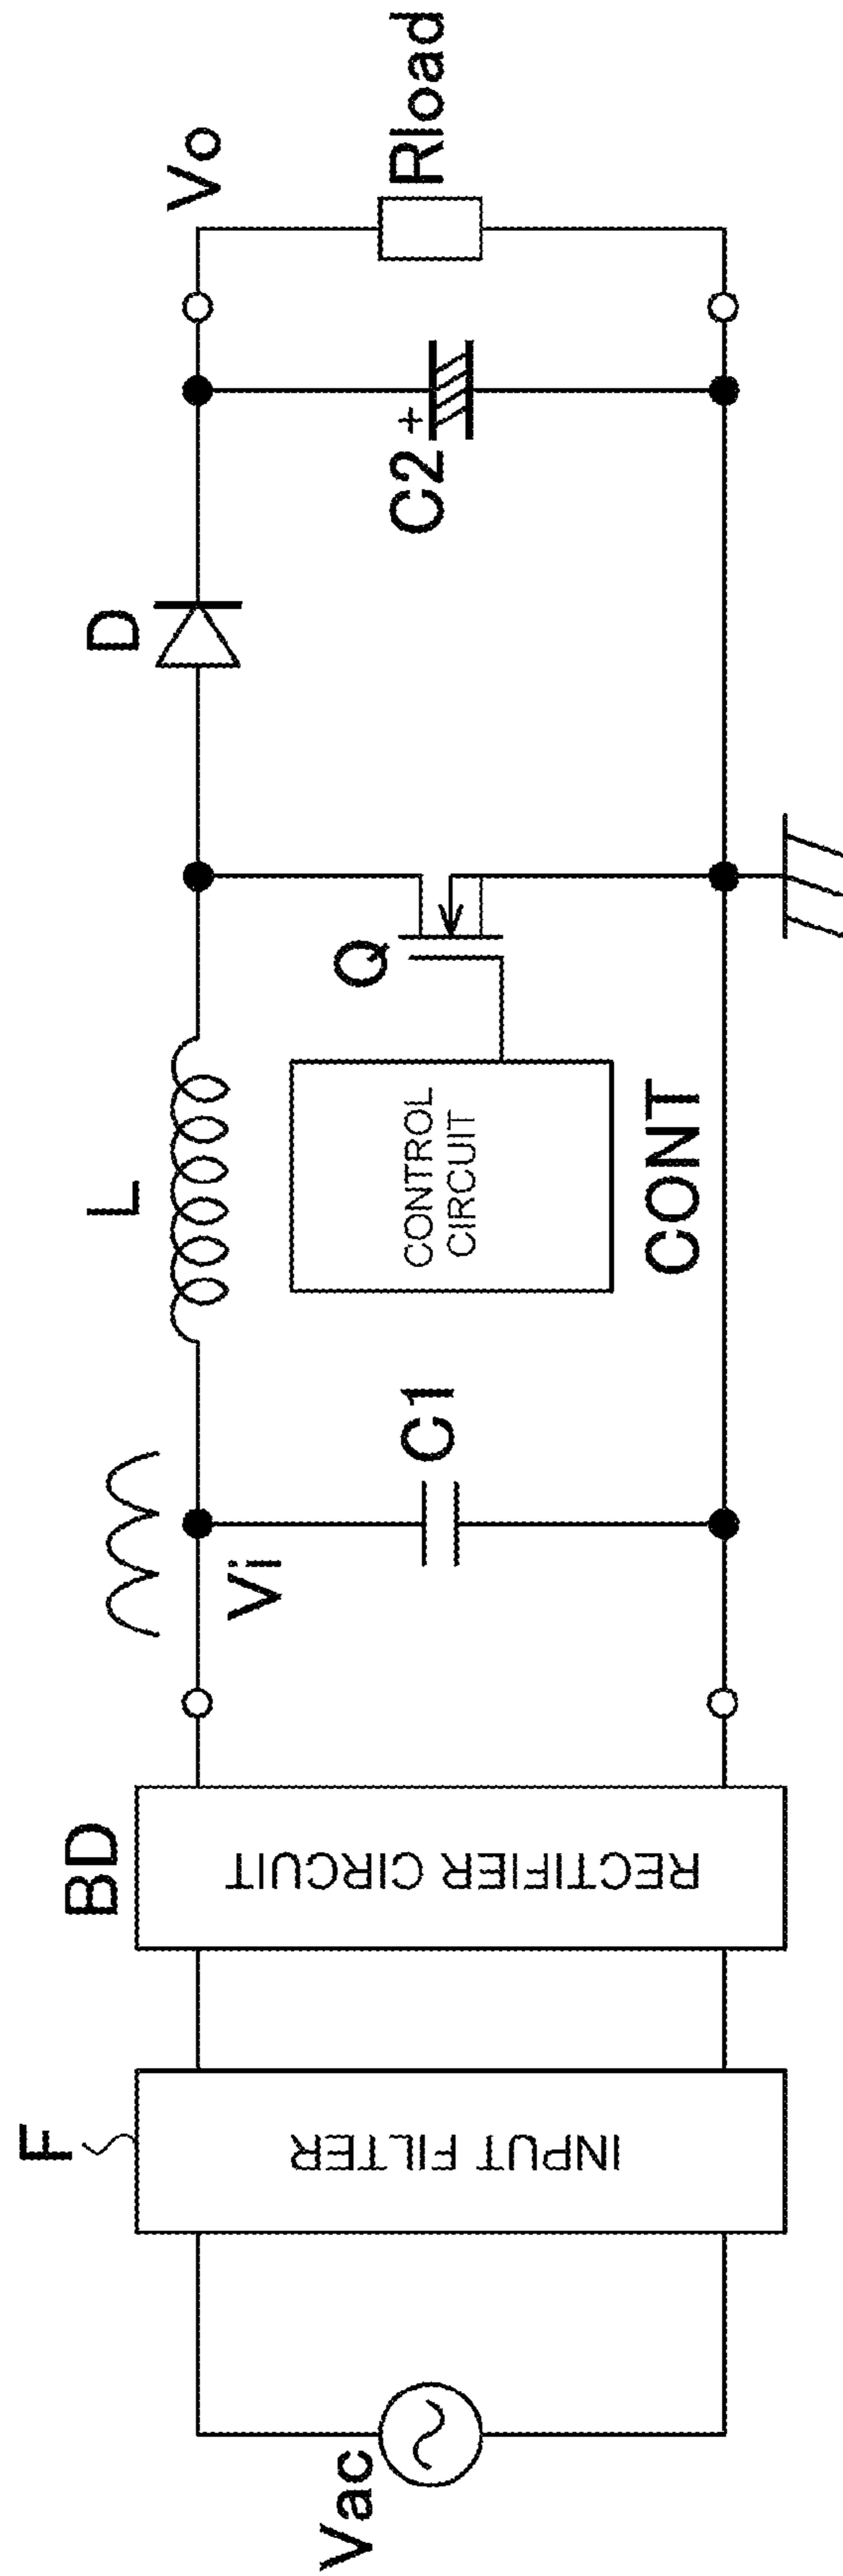 Vac
F
INPUT FILTER
BD
RECTIFIER CIRCUIT
Vi
C1
L
CONTROL
CIRCUIT
CONT
Q
D
C2
+
Vo
Rload